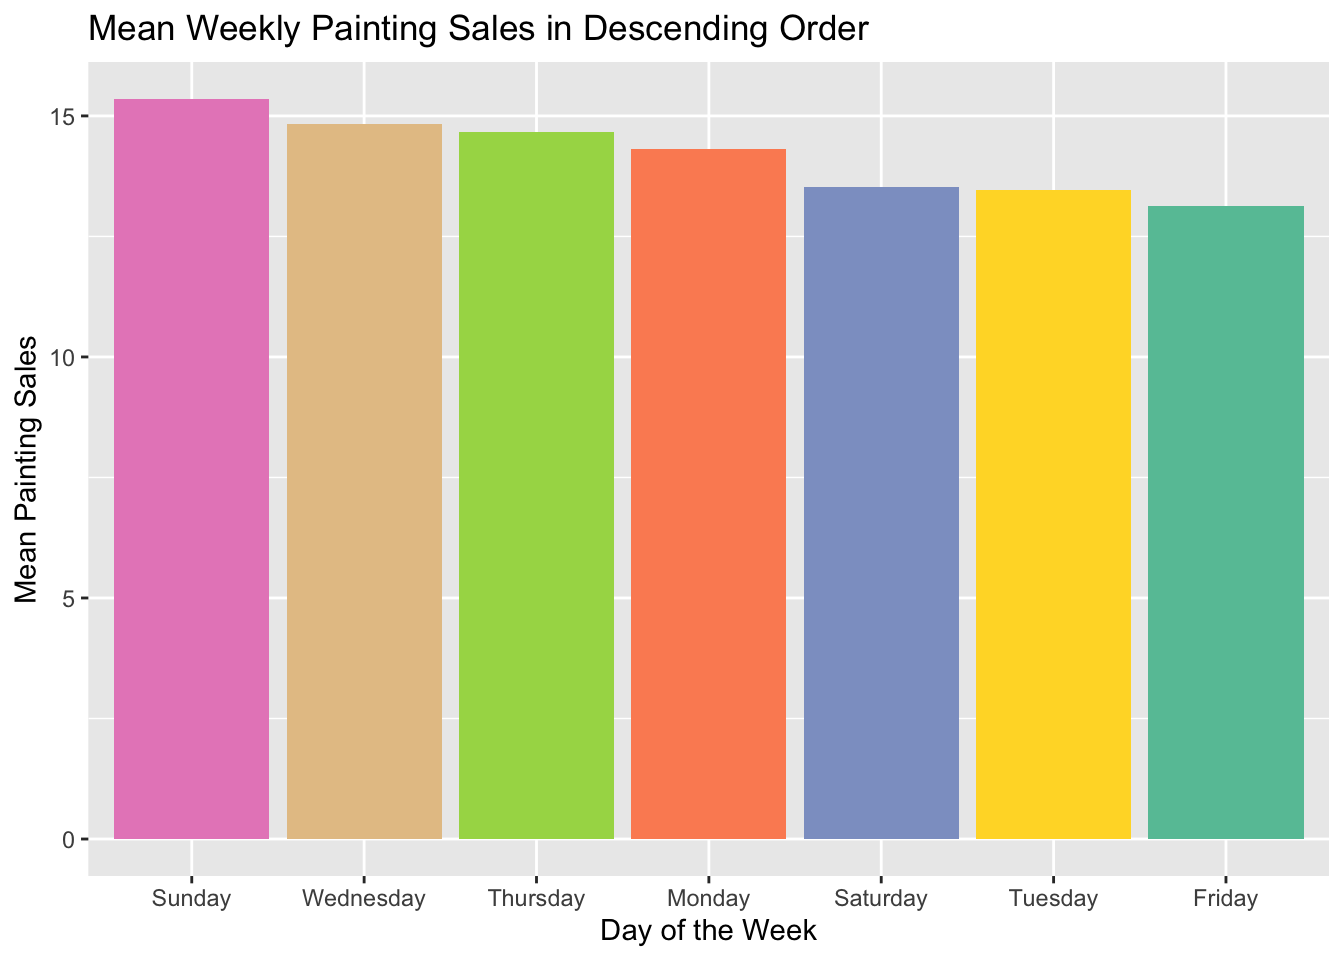 Mean Weekly Painting Sales in Descending Order
Mean Painting Sales
15
10
5
0
Sunday Wednesday Thursday Monday Saturday Tuesday Friday
Day of the Week